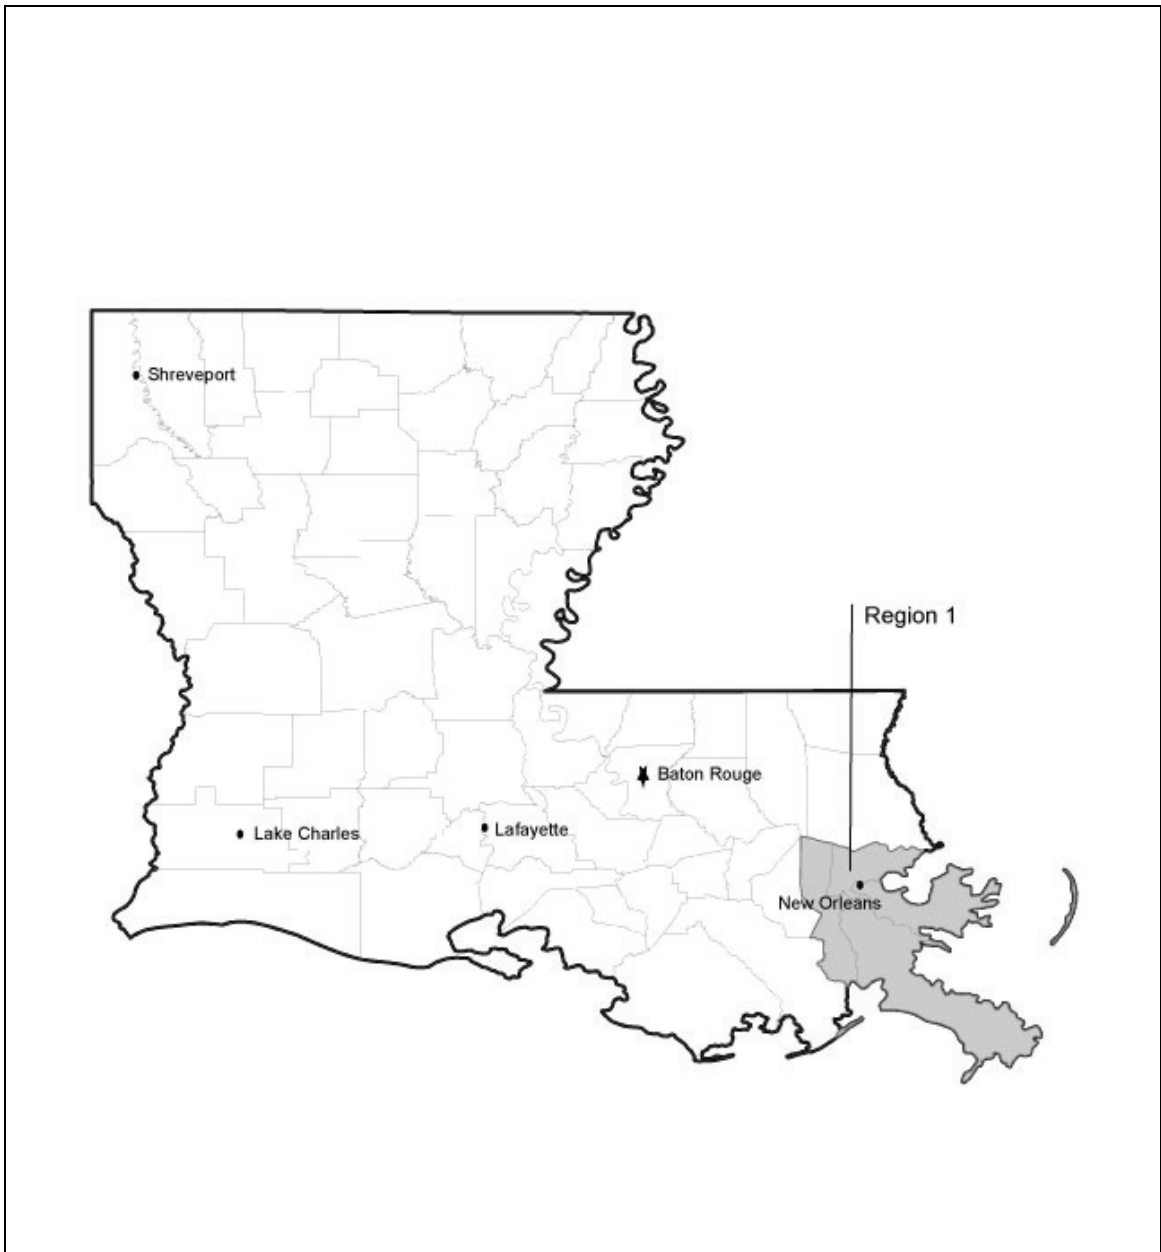 Shreveport
Region 1
Baton Rouge
Lake Charles
Lafayette
New Orleans